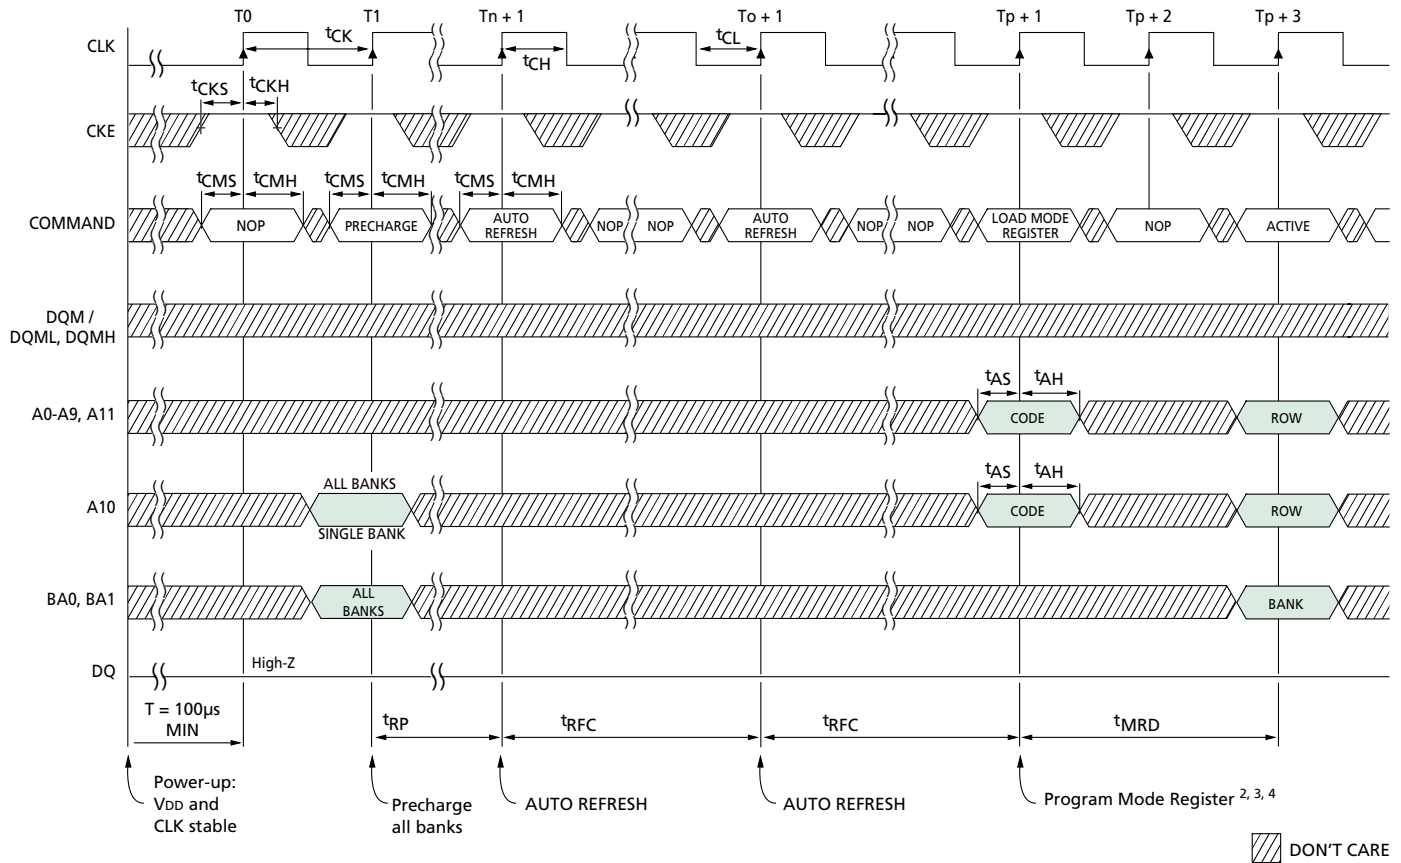 T0 T1 Tn + 1 To + 1 Tp + 1 Tp + 2 Tp + 3
CLK
tCK
tCH
tCL
tCKS tCKH
CKE
tCMS tCMH tCMS tCMH tCMS tCMH
COMMAND
NOP
PRECHARGE
AUTO
REFRESH
NOP
NOP
AUTO
REFRESH
NOP
NOP
LOAD MODE
REGISTER
NOP
ACTIVE
DQM /
DQML, DQMH
tAS tAH
A0-A9, A11
CODE
ROW
tAS tAH
ALL BANKS
A10
CODE
ROW
SINGLE BANK
BA0, BA1
ALL
BANKS
BANK
High-Z
DQ
T = 100µs
MIN
tRP
tRFC
tRFC
tMRD
Power-up:
VDD and
CLK stable
Precharge
all banks
AUTO REFRESH
AUTO REFRESH
Program Mode Register 2, 3, 4
DON'T CARE